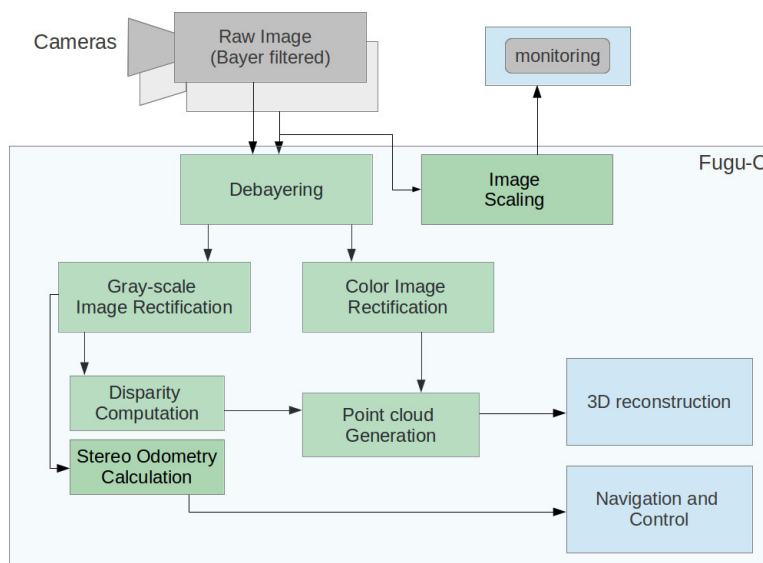 Cameras
Raw Image
(Bayer filtered)
monitoring
Fugu-C
Debayering
Image
Scaling
Gray-scale
Image Rectification
Color Image
Rectification
Disparity
Computation
Point cloud
Generation
3D reconstruction
Stereo Odometry
Calculation
Navigation and
Control